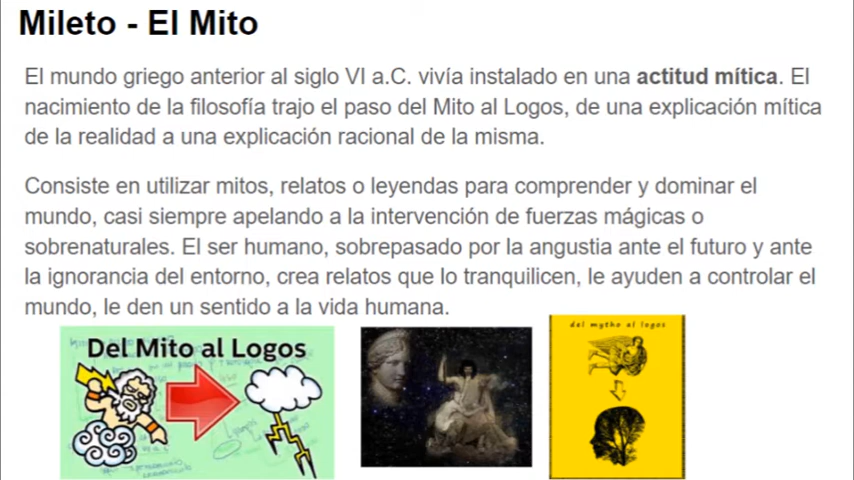 Mileto - El Mito
El mundo griego anterior al siglo VI a.C. vivía instalado en una actitud mítica. El
nacimiento de la filosofía trajo el paso del Mito al Logos, de una explicación mítica
de la realidad a una explicación racional de la misma.
Consiste en utilizar mitos, relatos o leyendas para comprender y dominar el
mundo, casi siempre apelando a la intervención de fuerzas mágicas o
sobrenaturales. El ser humano, sobrepasado por la angustia ante el futuro y ante
la ignorancia del entorno, crea relatos que lo tranquilicen, le ayuden a controlar el
mundo, le den un sentido a la vida humana.
Del Mito al Logos
del mytho al logos